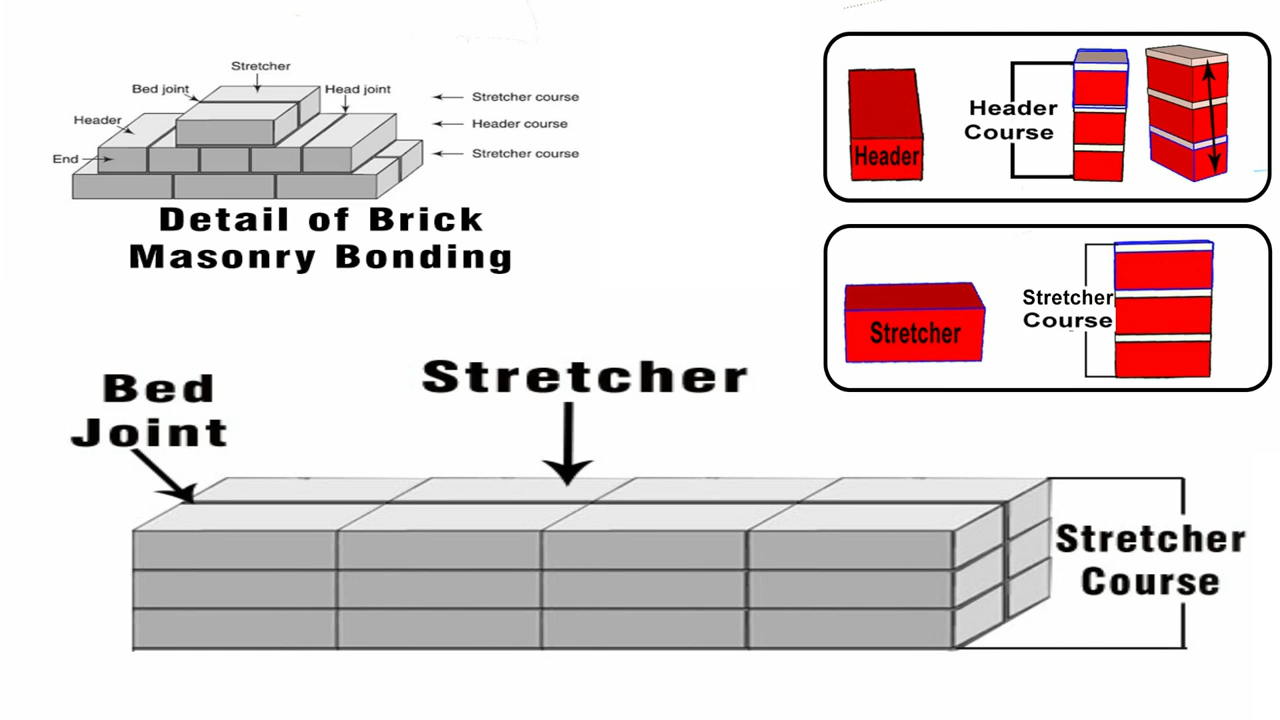 Stretcher
Bed joint
Head joint
Stretcher course
Header
Header course
End
Stretcher course
Detail of Brick
Masonry Bonding
Header
Header
Course
Stretcher
Stretcher
Course
Bed
Joint
Stretcher
Stretcher
Course